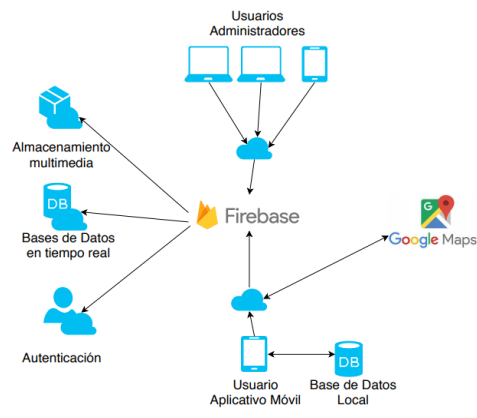 Usuarios
Administradores
Almacenamiento
multimedia
DB
Bases de Datos
en tiempo real
Firebase
G
Google Maps
Autenticación
DB
Usuario
Aplicativo Móvil
Base de Datos
Local